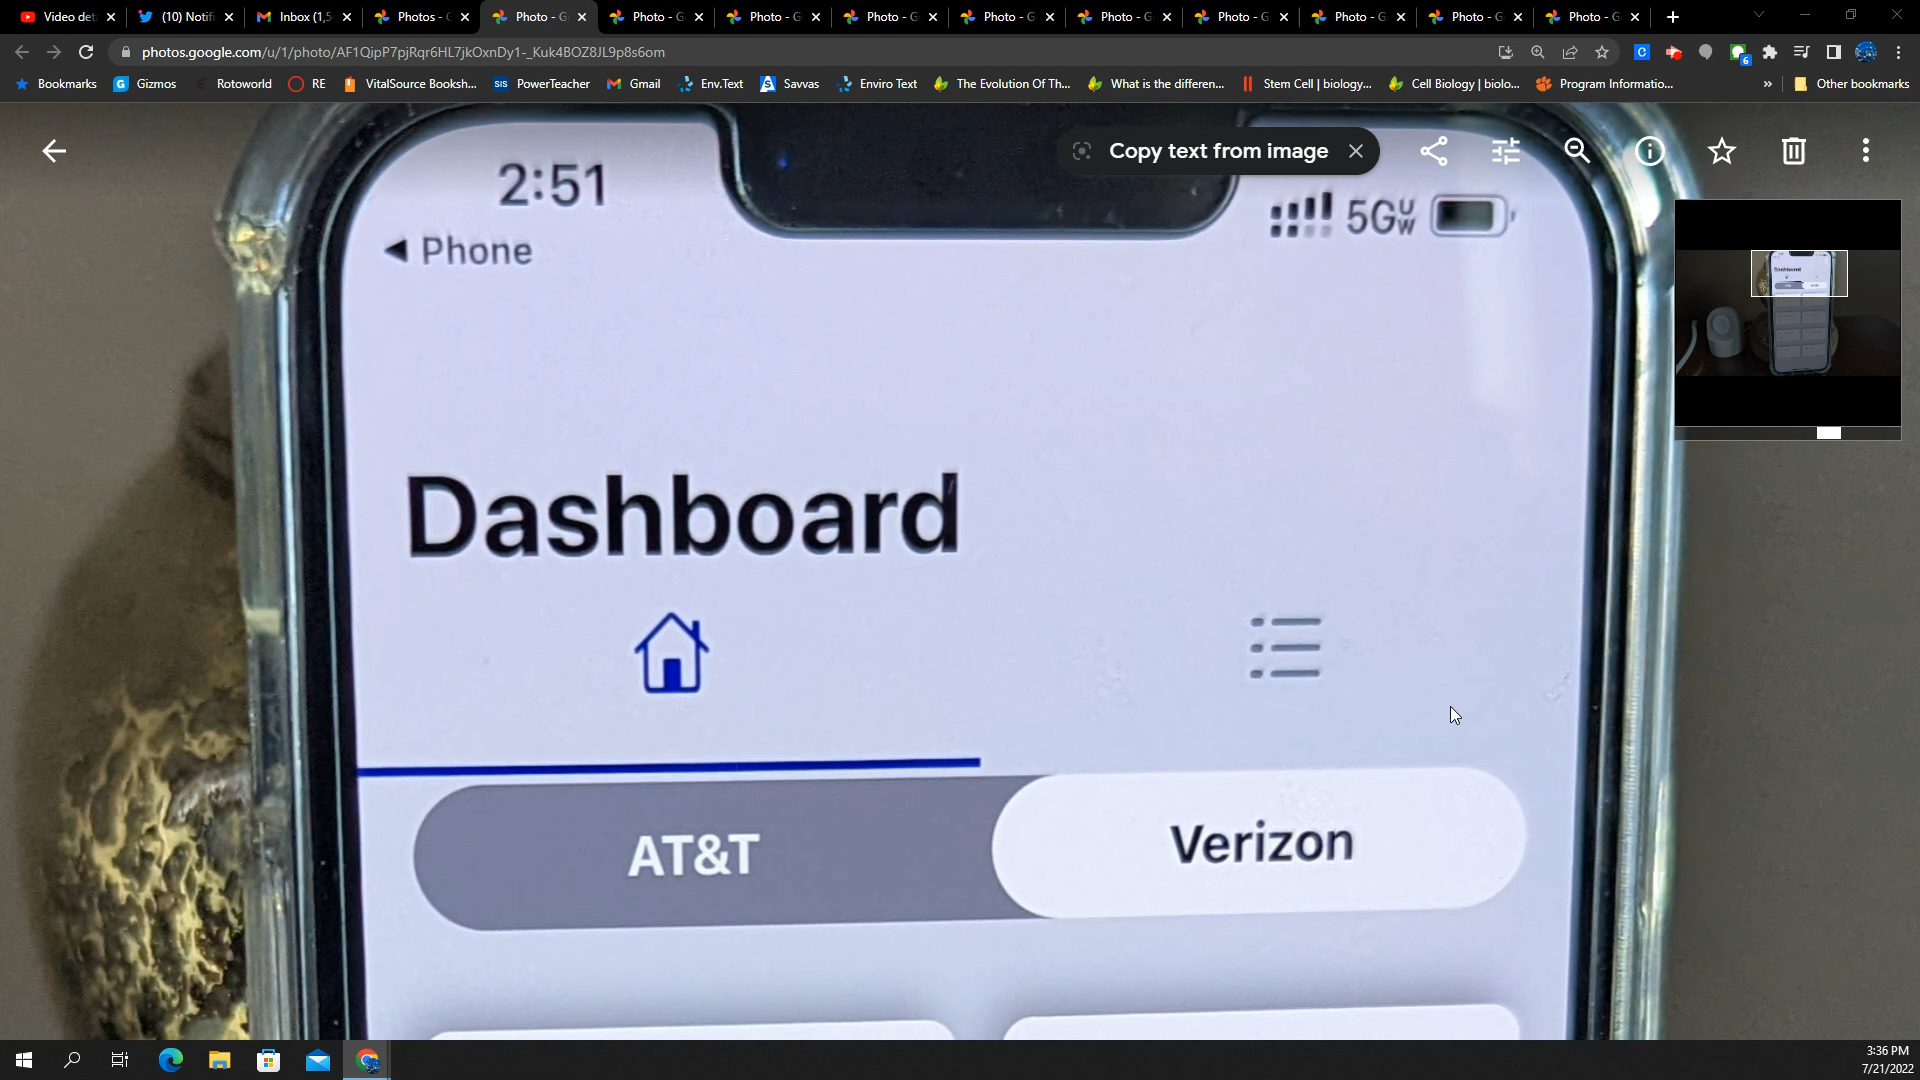 Video det
(10) Notifi
Inbox (1,5
Photos - G
Photo - G
Photo - G
Photo - G
Photo - G
Photo - G
Photo - G
Photo - G
Photo - G
Photo - G
Photo - G
photos.google.com/u/1/photo/AF1QipP7pjRqr6HL7jkOxnDy1-_Kuk4BOZ8JL9p8s6om
6
Bookmarks
Gizmos
Rotoworld
RE
VitalSource Booksh...
SIS PowerTeacher
Gmail
Env.Text
Savvas
Enviro Text
The Evolution Of Th...
What is the differen...
Stem Cell | biology...
Cell Biology | biolo...
Program Informatio...
»
Other bookmarks
Copy text from image
2:51
5GUW
Phone
Dashboard
AT&T
Verizon
3:36 PM
7/21/2022